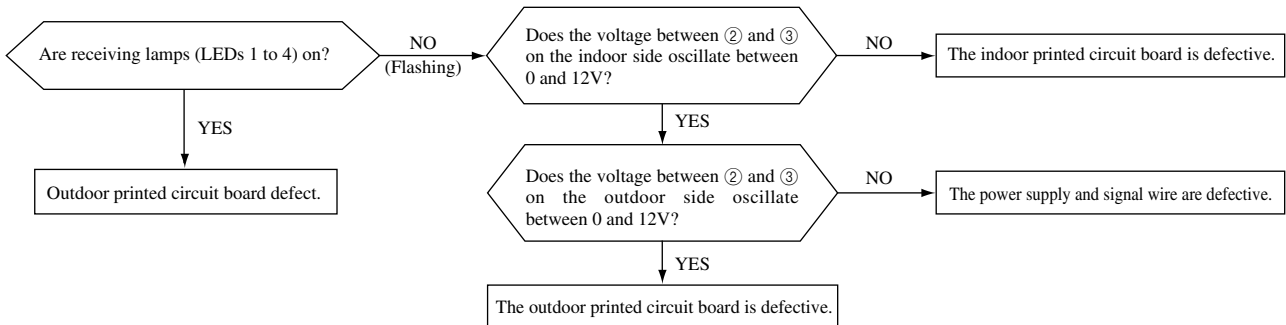 Are receiving lamps (LEDs 1 to 4) on?
NO
(Flashing)
Does the voltage between ② and ③
on the indoor side oscillate between
0 and 12V?
NO
The indoor printed circuit board is defective.
YES
Outdoor printed circuit board defect.
YES
Does the voltage between ② and ③
on the outdoor side oscillate
between 0 and 12V?
NO
The power supply and signal wire are defective.
YES
The outdoor printed circuit board is defective.